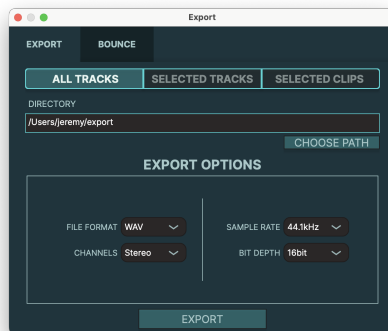 Export
EXPORT BOUNCE
ALL TRACKS SELECTED TRACKS SELECTED CLIPS
DIRECTORY
/Users/jeremy/export
CHOOSE PATH
EXPORT OPTIONS
FILE FORMAT WAV SAMPLE RATE 44.1kHz
CHANNELS Stereo BIT DEPTH 16bit
EXPORT